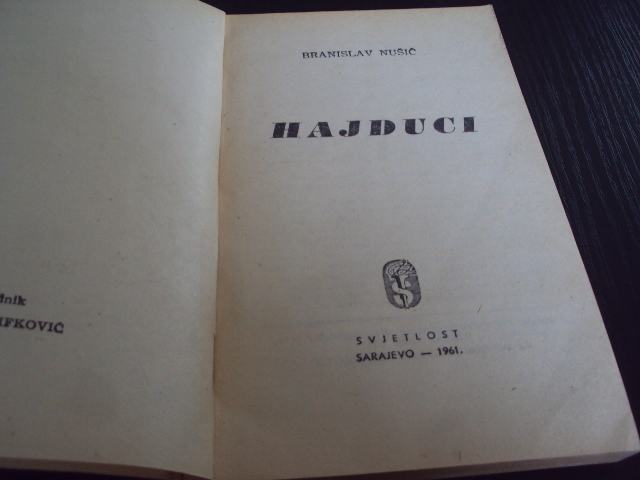 dnik
IFKOVIĆ
BRANISLAV NUŠIĆ
HAJDUCI
SVJETLOST
SARAJEVO — 1961.